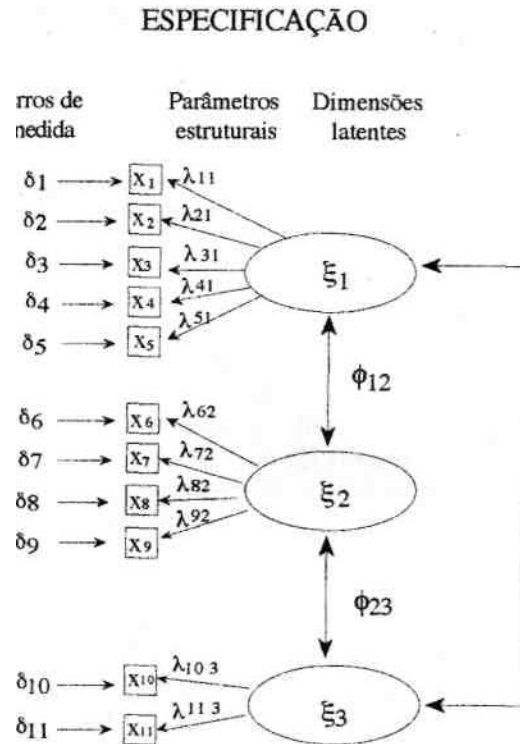 ESPECIFICAÇÃO
rros de Parâmetros Dimensões
nedida estruturais latentes
δ1 X1 λ11
δ2 X2 λ21
δ3 X3 λ31 ξ1
δ4 X4 λ41
δ5 X5 λ51
ϕ12
δ6 X6 λ62
δ7 X7 λ72
δ8 X8 λ82 ξ2
δ9 X9 λ92
ϕ23
δ10 X10 λ10 3
δ11 X11 λ11 3 ξ3